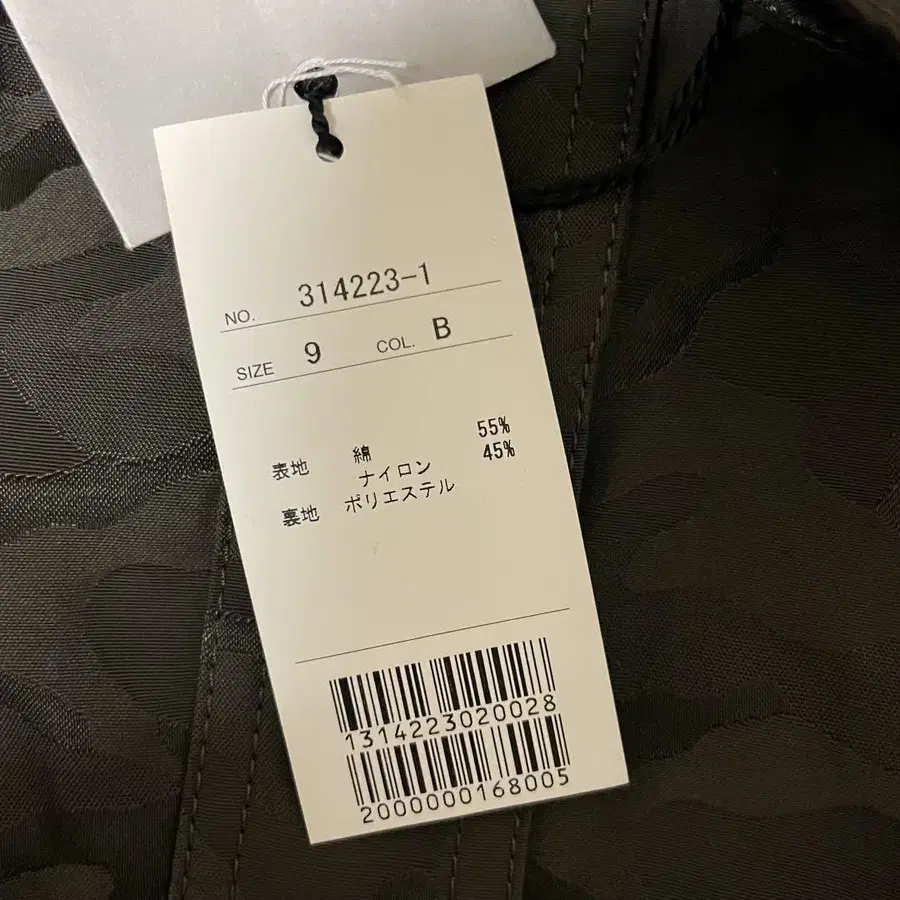 NO. 314223-1
SIZE 9 COL. B
表地 綿 55%
ナイロン 45%
裏地 ポリエステル
1314223020028
2000000168005